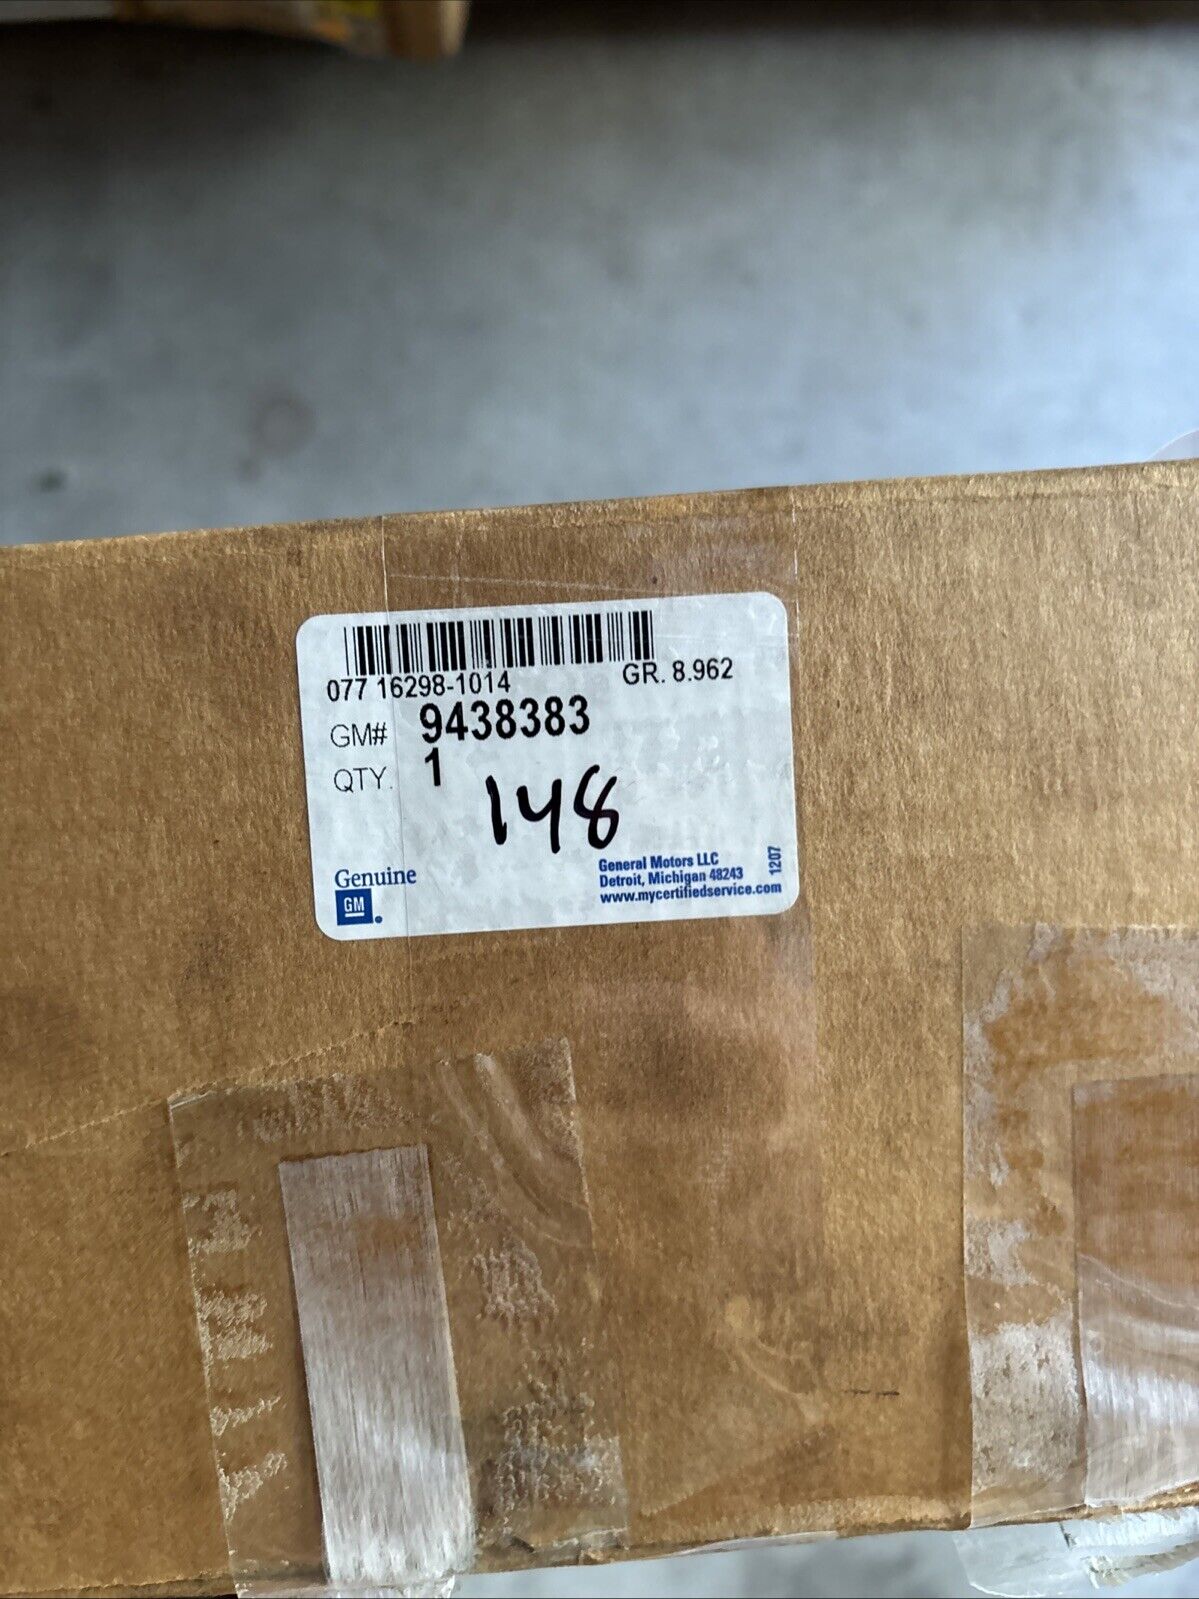 077 16298-1014 GR. 8.962
GM# 9438383
QTY. 1
148
Genuine
GM
General Motors LLC
Detroit, Michigan 48243
www.mycertifiedservice.com
1207